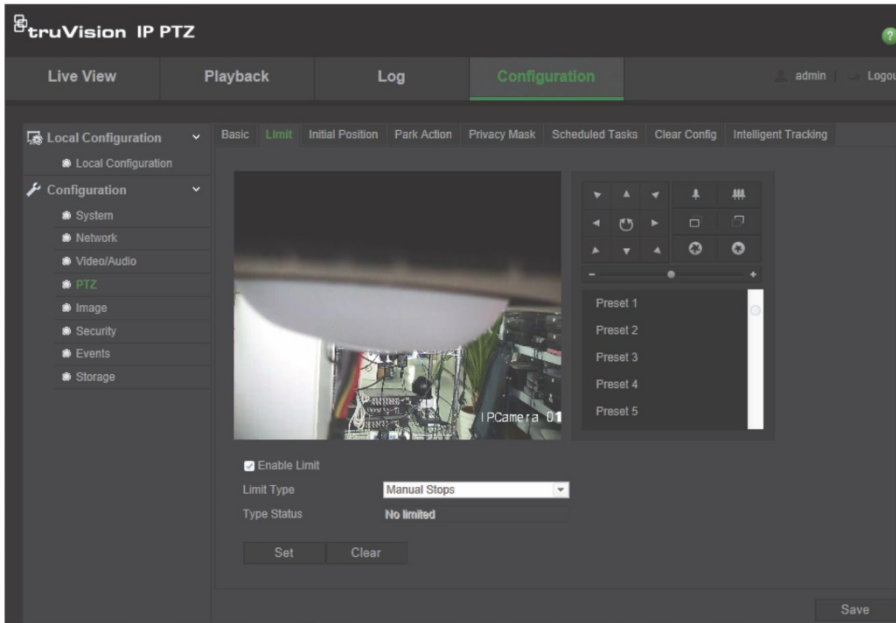 truVision IP PTZ
?
Live View
Playback
Log
Configuration
admin
Logou
Local Configuration
Local Configuration
Configuration
System
Network
Video/Audio
PTZ
Image
Security
Events
Storage
Basic
Limit
Initial Position
Park Action
Privacy Mask
Scheduled Tasks
Clear Config
Intelligent Tracking
IPCamera 01
Preset 1
Preset 2
Preset 3
Preset 4
Preset 5
Enable Limit
Limit Type
Manual Stops
Type Status
No limited
Set
Clear
Save